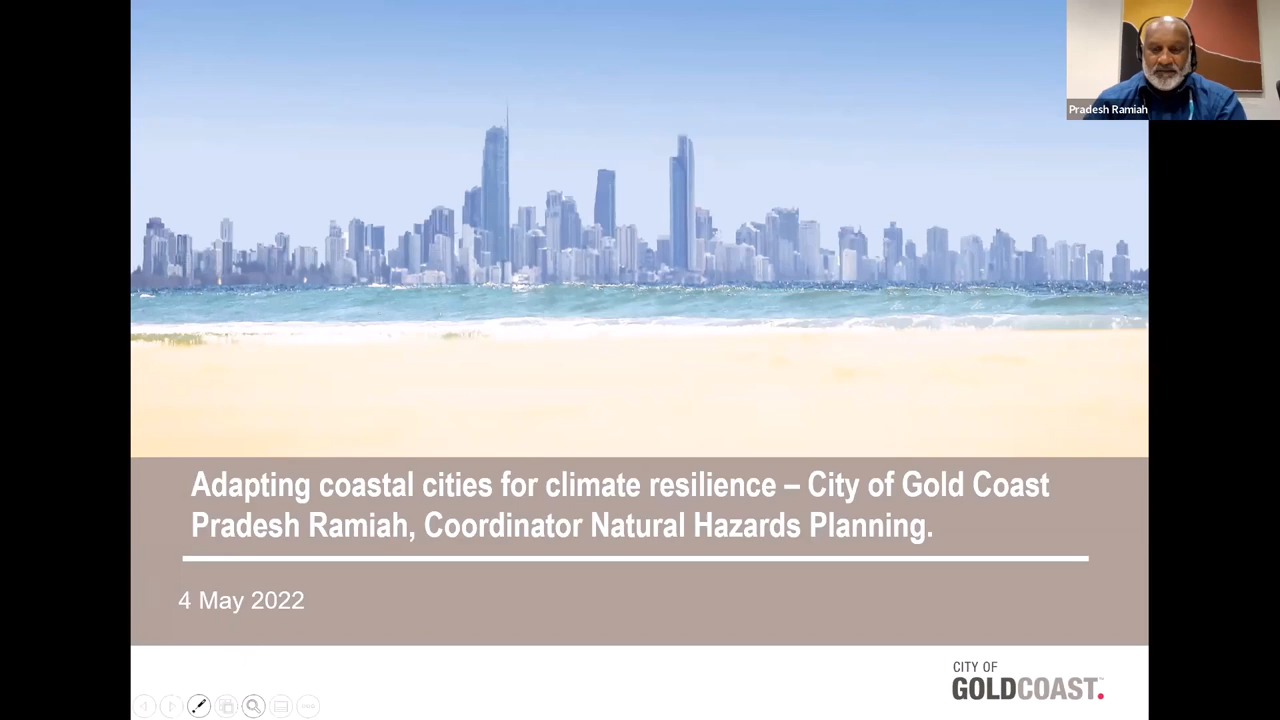 Pradesh Ramiah
Adapting coastal cities for climate resilience – City of Gold Coast
Pradesh Ramiah, Coordinator Natural Hazards Planning.
4 May 2022
CITY OF
GOLDCOAST.